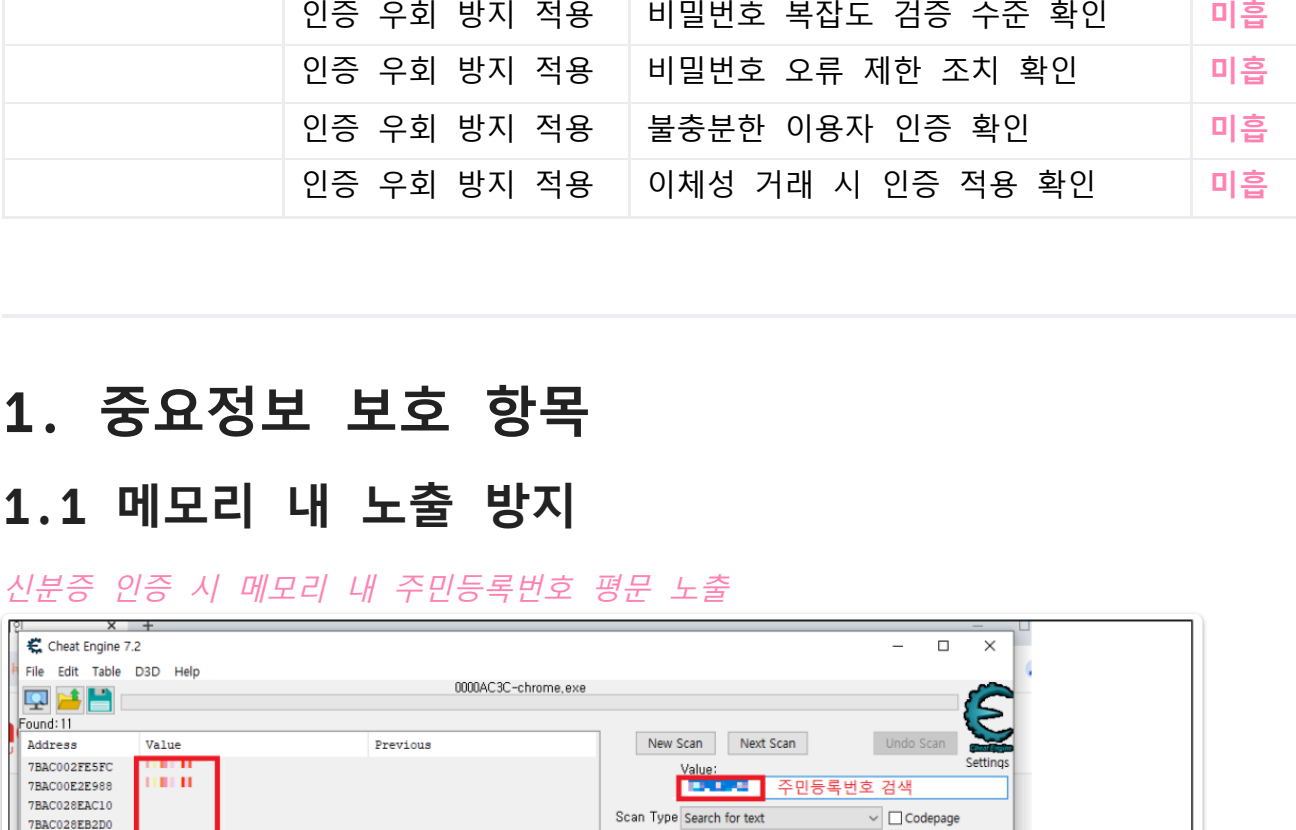 인증 우회 방지 적용 비밀번호 복잡도 검증 수준 확인 미흡
인증 우회 방지 적용 비밀번호 오류 제한 조치 확인 미흡
인증 우회 방지 적용 불충분한 이용자 인증 확인 미흡
인증 우회 방지 적용 이체성 거래 시 인증 적용 확인 미흡
1. 중요정보 보호 항목
1.1 메모리 내 노출 방지
신분증 인증 시 메모리 내 주민등록번호 평문 노출
Cheat Engine 7.2
File Edit Table D3D Help
0000AC3C-chrome.exe
Found: 11
Address Value Previous
New Scan Next Scan Undo Scan
Cheat Engine
Settings
7BAC002FE5FC
Value:
7BAC00E2E988
주민등록번호 검색
7BAC028EAC10
Scan Type Search for text Codepage
7BAC028EB2D0